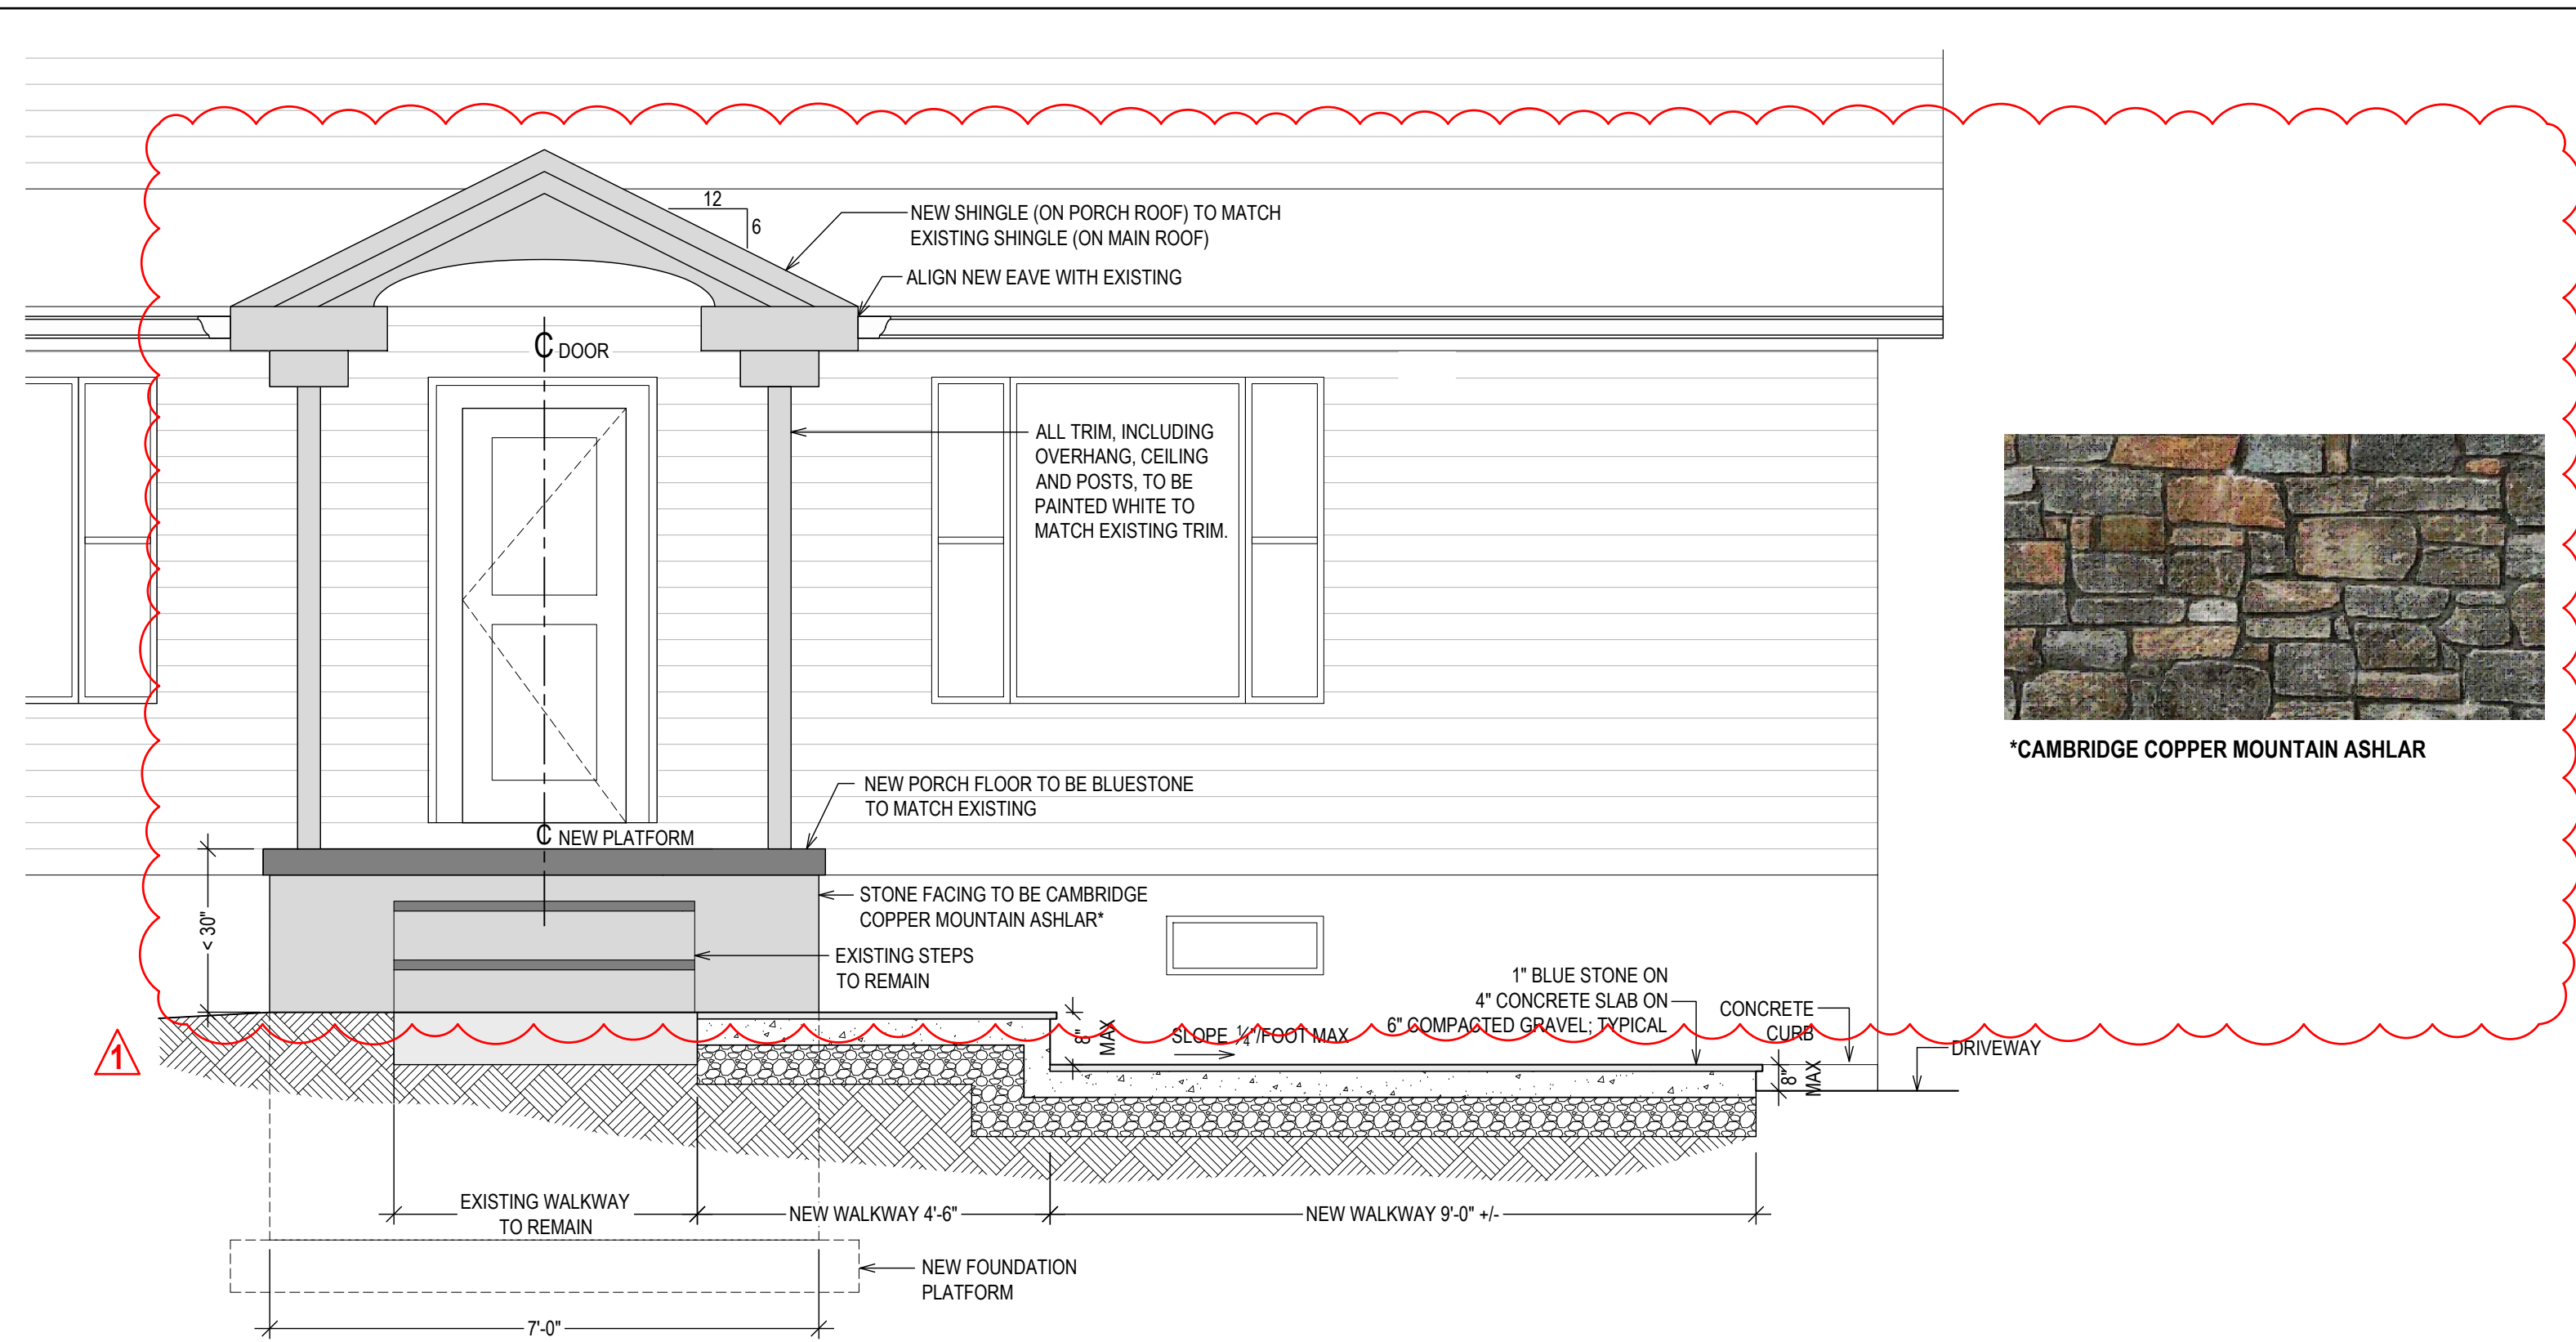 12
6
NEW SHINGLE (ON PORCH ROOF) TO MATCH
EXISTING SHINGLE (ON MAIN ROOF)
ALIGN NEW EAVE WITH EXISTING
C DOOR
ALL TRIM, INCLUDING
OVERHANG, CEILING
AND POSTS, TO BE
PAINTED WHITE TO
MATCH EXISTING TRIM.
*CAMBRIDGE COPPER MOUNTAIN ASHLAR
NEW PORCH FLOOR TO BE BLUESTONE
TO MATCH EXISTING
C NEW PLATFORM
STONE FACING TO BE CAMBRIDGE
COPPER MOUNTAIN ASHLAR*
< 30"
EXISTING STEPS
TO REMAIN
1" BLUE STONE ON
4" CONCRETE SLAB ON
6" COMPACTED GRAVEL; TYPICAL
CONCRETE
CURB
8"
MAX
SLOPE ¼"/FOOT MAX
DRIVEWAY
1
8"
MAX
EXISTING WALKWAY
TO REMAIN
NEW WALKWAY 4'-6"
NEW WALKWAY 9'-0" +/-
NEW FOUNDATION
PLATFORM
7'-0"